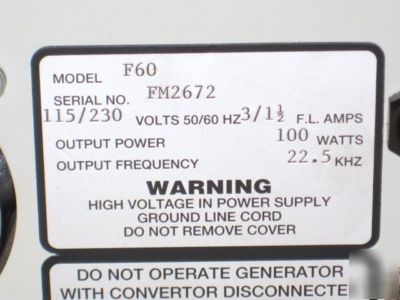 MODEL F60
SERIAL NO. FM2672
115/230 VOLTS 50/60 HZ 3/1½ F.L. AMPS
OUTPUT POWER 100 WATTS
OUTPUT FREQUENCY 22.5 KHZ
WARNING
HIGH VOLTAGE IN POWER SUPPLY
GROUND LINE CORD
DO NOT REMOVE COVER
DO NOT OPERATE GENERATOR
WITH CONVERTOR DISCONNECTE